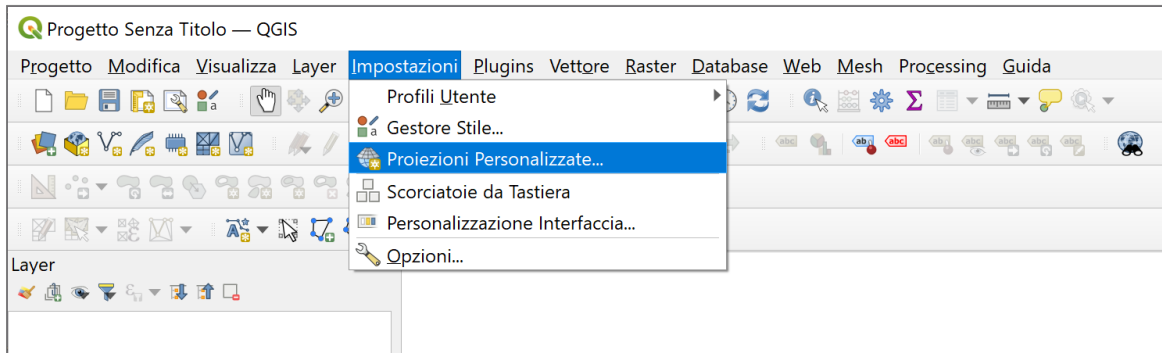 Progetto Senza Titolo — QGIS
Progetto Modifica Visualizza Layer Impostazioni Plugins Vettore Raster Database Web Mesh Processing Guida
Profili Utente
Gestore Stile...
Proiezioni Personalizzate...
Scorciatoie da Tastiera
Personalizzazione Interfaccia...
Opzioni...
Layer